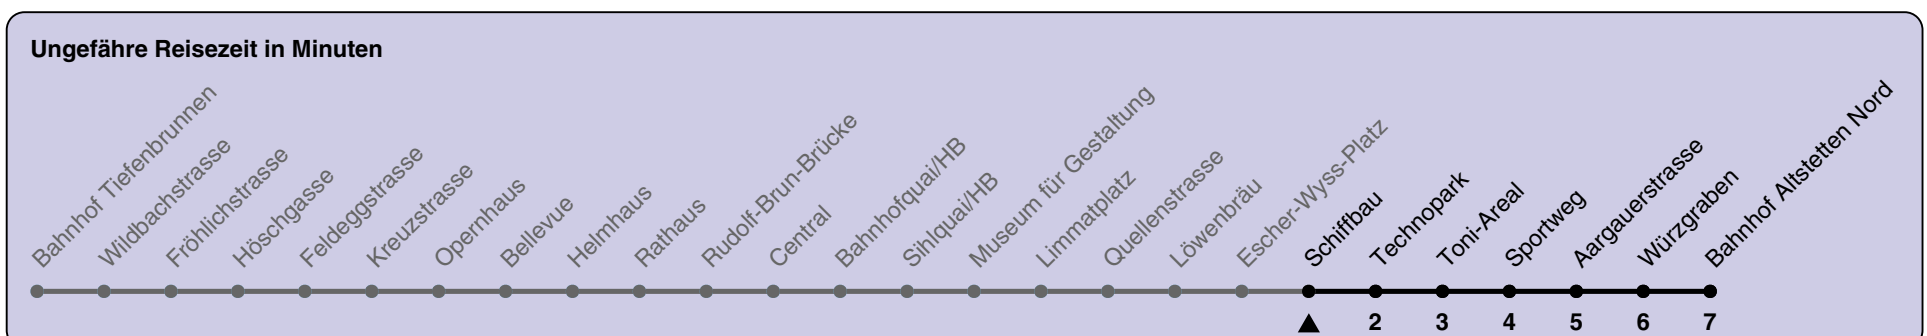 Ungefähre Reisezeit in Minuten
Bahnhof Tiefenbrunnen
Wildbachstrasse
Fröhlichstrasse
Höschgasse
Feldeggstrasse
Kreuzstrasse
Opernhaus
Bellevue
Helmhaus
Rathaus
Rudolf-Brun-Brücke
Central
Bahnhofquai/HB
Sihlquai/HB
Museum für Gestaltung
Limmatplatz
Quellenstrasse
Löwenbräu
Escher-Wyss-Platz
Schiffbau
Technopark
Toni-Areal
Sportweg
Aargauerstrasse
Würzgraben
Bahnhof Altstetten Nord
2 3 4 5 6 7